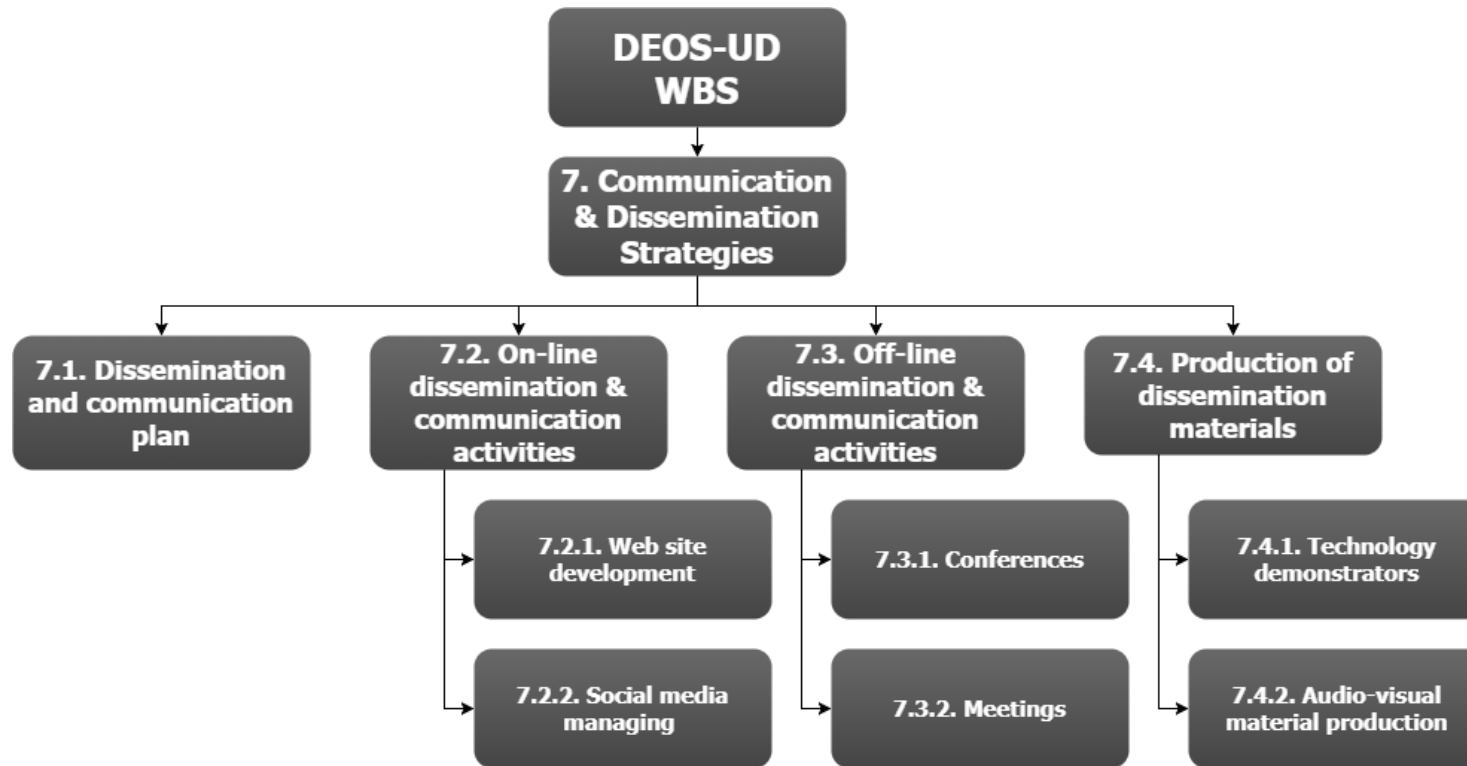 DEOS-UD
WBS
7. Communication
& Dissemination
Strategies
7.1. Dissemination
and communication
plan
7.2. On-line
dissemination &
communication
activities
7.3. Off-line
dissemination &
communication
activities
7.4. Production of
dissemination
materials
7.2.1. Web site
development
7.3.1. Conferences
7.4.1. Technology
demonstrators
7.2.2. Social media
managing
7.3.2. Meetings
7.4.2. Audio-visual
material production